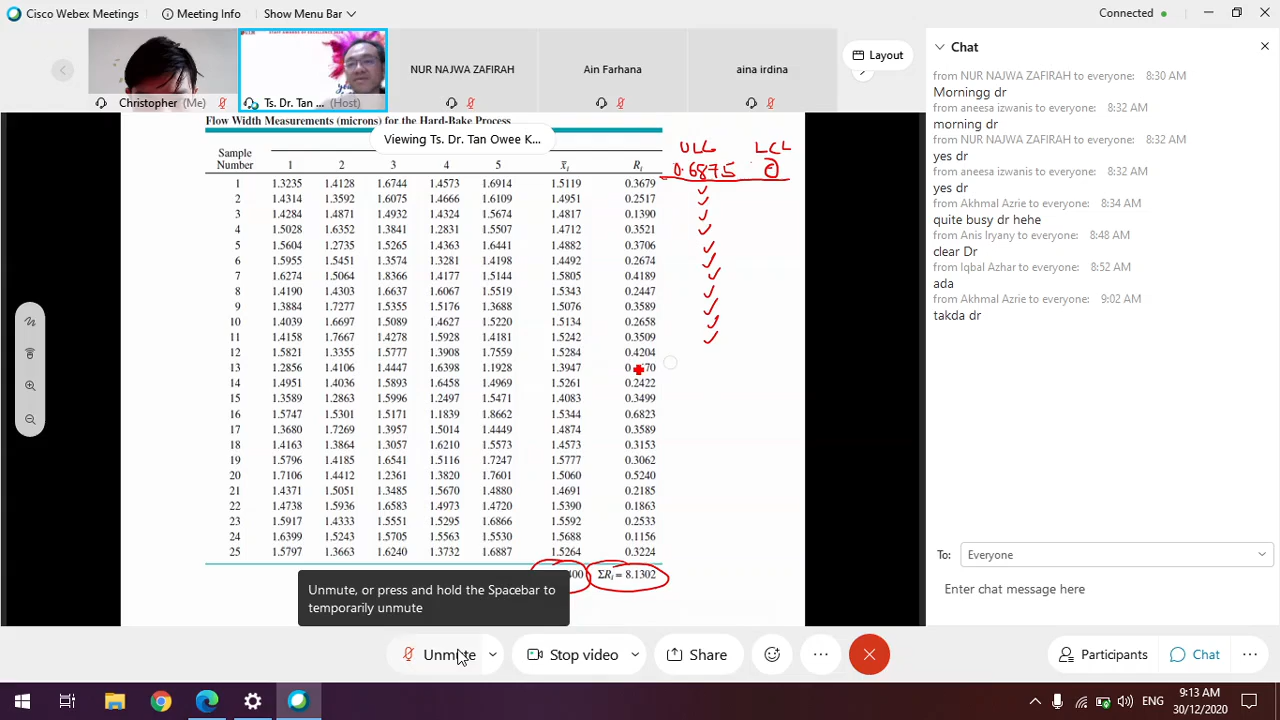 Cisco Webex Meetings
Meeting Info
Show Menu Bar
Connected
Layout
Christopher (Me)
Ts. Dr. Tan ... (Host)
NUR NAJWA ZAFIRAH
Ain Farhana
aina irdina
Flow Width Measurements (microns) for the Hard-Bake Process
Viewing Ts. Dr. Tan Owee K...
Sample Number 1 2 3 4 5 x̄i Ri
1 1.3235 1.4128 1.6744 1.4573 1.6914 1.5119 0.3679
2 1.4314 1.3592 1.6075 1.4666 1.6109 1.4951 0.2517
3 1.4284 1.4871 1.4932 1.4324 1.5674 1.4817 0.1390
4 1.5028 1.6352 1.3841 1.2831 1.5507 1.4712 0.3521
5 1.5604 1.2735 1.5265 1.4363 1.6441 1.4882 0.3706
6 1.5955 1.5451 1.3574 1.3281 1.4198 1.4492 0.2674
7 1.6274 1.5064 1.8366 1.4177 1.5144 1.5805 0.4189
8 1.4190 1.4303 1.6637 1.6067 1.5519 1.5343 0.2447
9 1.3884 1.7277 1.5355 1.5176 1.3688 1.5076 0.3589
10 1.4039 1.6697 1.5089 1.4627 1.5220 1.5134 0.2658
11 1.4158 1.7667 1.4278 1.5928 1.4181 1.5242 0.3509
12 1.5821 1.3355 1.5777 1.3908 1.7559 1.5284 0.4204
13 1.2856 1.4106 1.4447 1.6398 1.1928 1.3947
14 1.4951 1.4036 1.5893 1.6458 1.4969 1.5261 0.2422
15 1.3589 1.2863 1.5996 1.2497 1.5471 1.4083 0.3499
16 1.5747 1.5301 1.5171 1.1839 1.8662 1.5344 0.6823
17 1.3680 1.7269 1.3957 1.5014 1.4449 1.4874 0.3589
18 1.4163 1.3864 1.3057 1.6210 1.5573 1.4573 0.3153
19 1.5796 1.4185 1.6541 1.5116 1.7247 1.5777 0.3062
20 1.7106 1.4412 1.2361 1.3820 1.7601 1.5060 0.5240
21 1.4371 1.5051 1.3485 1.5670 1.4880 1.4691 0.2185
22 1.4738 1.5936 1.6583 1.4973 1.4720 1.5390 0.1863
23 1.5917 1.4333 1.5551 1.5295 1.6866 1.5592 0.2533
24 1.6399 1.5243 1.5705 1.5563 1.5530 1.5688 0.1156
25 1.5797 1.3663 1.6240 1.3732 1.6887 1.5264 0.3224
ΣRi = 8.1302
LCL
0.6875 0
Unmute, or press and hold the Spacebar to
temporarily unmute
Unmute
Stop video
Share
Participants
Chat
Chat
from NUR NAJWA ZAFIRAH to everyone: 8:30 AM
Morningg dr
from aneesa izwanis to everyone: 8:32 AM
morning dr
from NUR NAJWA ZAFIRAH to everyone: 8:32 AM
yes dr
from aneesa izwanis to everyone: 8:32 AM
yes dr
from Akhmal Azrie to everyone: 8:34 AM
quite busy dr hehe
from Anis Iryany to everyone: 8:48 AM
clear Dr
from Iqbal Azhar to everyone: 8:52 AM
ada
from Akhmal Azrie to everyone: 9:02 AM
takda dr
To: Everyone
Enter chat message here
ENG
9:13 AM
30/12/2020